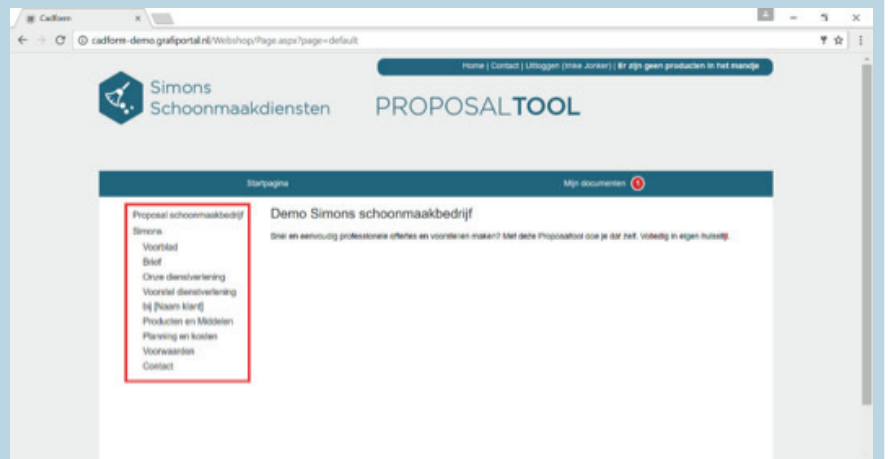 Cadform
cadform-demo.grafiportal.nl/Webshop/Page.aspx?page=default
Home | Contact | Uitloggen (Imke Jonker) | Er zijn geen producten in het mandje
Simons
Schoonmaakdiensten
PROPOSALTOOL
Startpagina
Mijn documenten 1
Proposal schoonmaakbedrijf
Simons
Voorblad
Brief
Onze dienstverlening
Voorstel dienstverlening
bij [Naam klant]
Producten en Middelen
Planning en kosten
Voorwaarden
Contact
Demo Simons schoonmaakbedrijf
Snel en eenvoudig professionele offertes en voorstellen maken? Met deze Proposaltool doe je dat zelf. Volledig in eigen huisstijl.